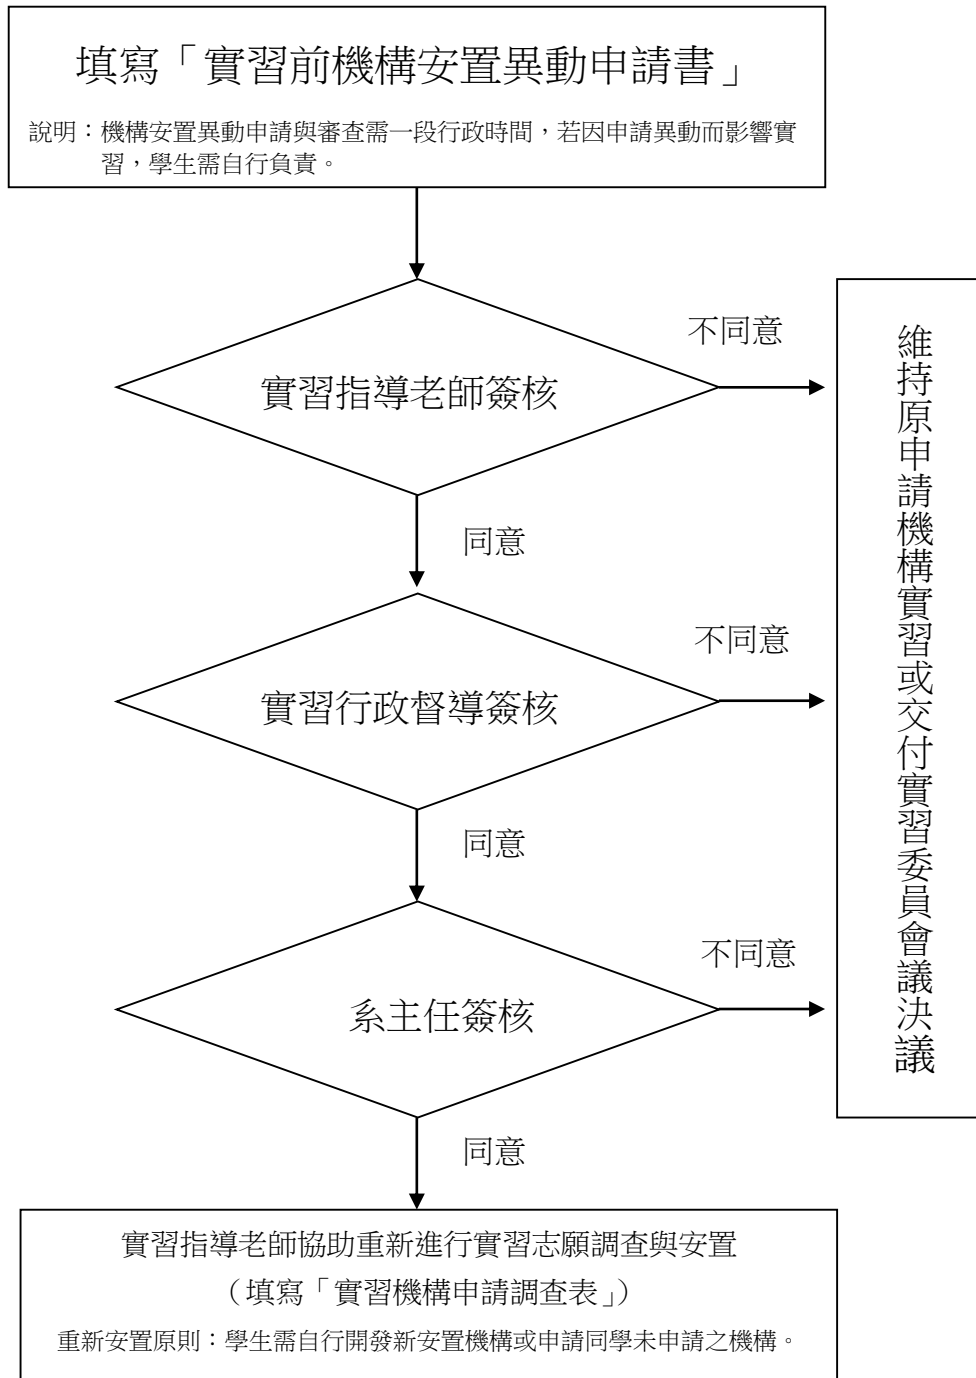 填寫「實習前機構安置異動申請書」
說明：機構安置異動申請與審查需一段行政時間，若因申請異動而影響實
習，學生需自行負責。
不同意
實習指導老師簽核
同意
不同意
實習行政督導簽核
同意
不同意
系主任簽核
同意
維持原申請機構實習或交付實習委員會議決議
實習指導老師協助重新進行實習志願調查與安置
（填寫「實習機構申請調查表」）
重新安置原則：學生需自行開發新安置機構或申請同學未申請之機構。